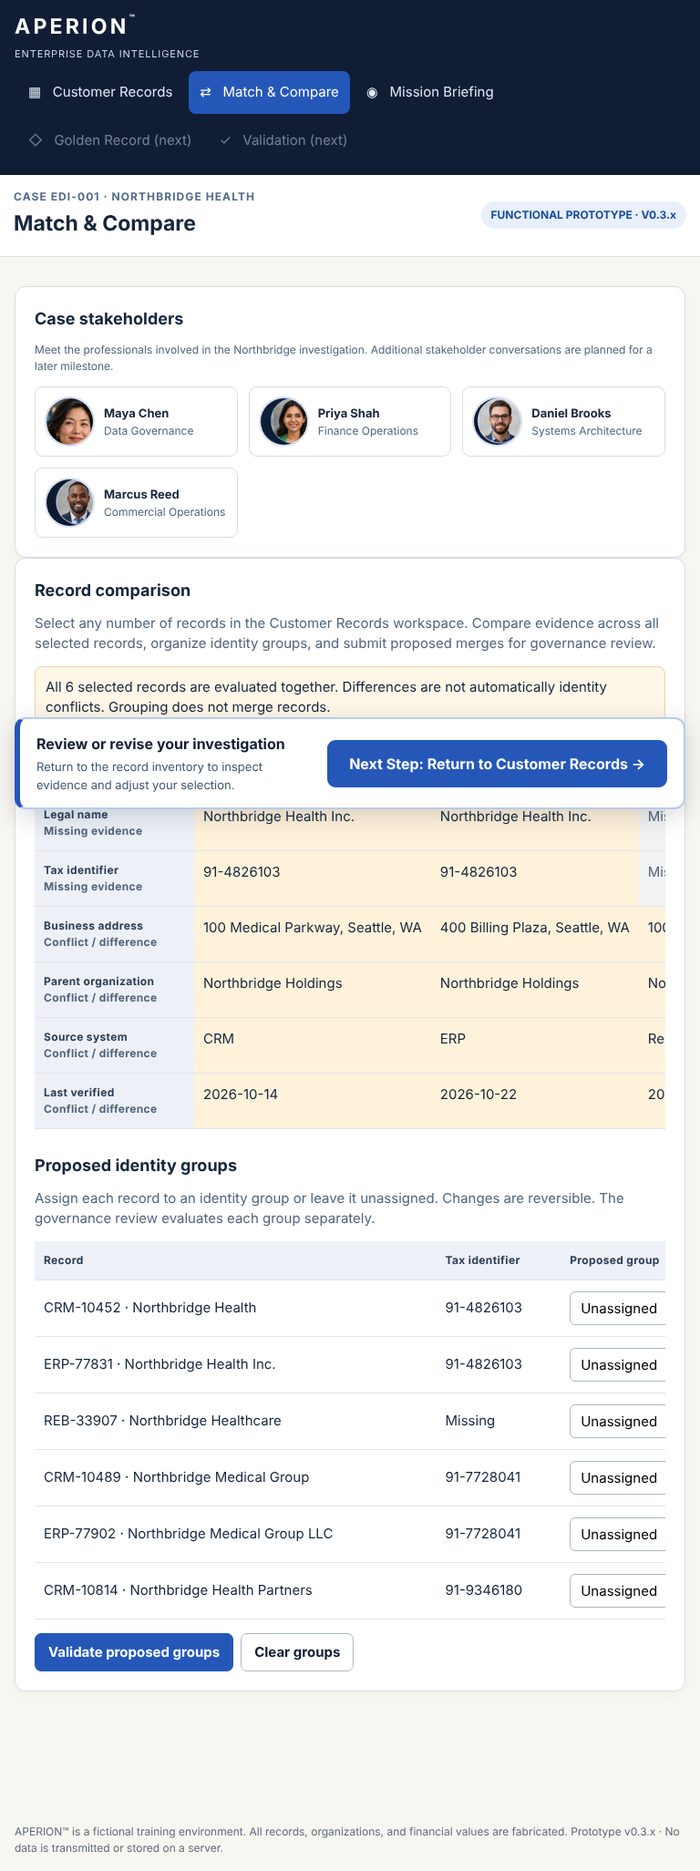 APERION™
ENTERPRISE DATA INTELLIGENCE
Customer Records
Match & Compare
Mission Briefing
Golden Record (next)
Validation (next)
CASE EDI-001 · NORTHBRIDGE HEALTH
Match & Compare
FUNCTIONAL PROTOTYPE · V0.3.x
Case stakeholders
Meet the professionals involved in the Northbridge investigation. Additional stakeholder conversations are planned for a
later milestone.
Maya Chen
Data Governance
Priya Shah
Finance Operations
Daniel Brooks
Systems Architecture
Marcus Reed
Commercial Operations
Record comparison
Select any number of records in the Customer Records workspace. Compare evidence across all
selected records, organize identity groups, and submit proposed merges for governance review.
All 6 selected records are evaluated together. Differences are not automatically identity
conflicts. Grouping does not merge records.
Review or revise your investigation
Return to the record inventory to inspect
evidence and adjust your selection.
Next Step: Return to Customer Records →
Legal name
Missing evidence
Northbridge Health Inc. Northbridge Health Inc. Mis
Tax identifier
Missing evidence
91-4826103 91-4826103 Mis
Business address
Conflict / difference
100 Medical Parkway, Seattle, WA 400 Billing Plaza, Seattle, WA 100
Parent organization
Conflict / difference
Northbridge Holdings Northbridge Holdings No
Source system
Conflict / difference
CRM ERP Re
Last verified
Conflict / difference
2026-10-14 2026-10-22 20
Proposed identity groups
Assign each record to an identity group or leave it unassigned. Changes are reversible. The
governance review evaluates each group separately.
Record Tax identifier Proposed group
CRM-10452 · Northbridge Health 91-4826103 Unassigned
ERP-77831 · Northbridge Health Inc. 91-4826103 Unassigned
REB-33907 · Northbridge Healthcare Missing Unassigned
CRM-10489 · Northbridge Medical Group 91-7728041 Unassigned
ERP-77902 · Northbridge Medical Group LLC 91-7728041 Unassigned
CRM-10814 · Northbridge Health Partners 91-9346180 Unassigned
Validate proposed groups
Clear groups
APERION™ is a fictional training environment. All records, organizations, and financial values are fabricated. Prototype v0.3.x · No
data is transmitted or stored on a server.